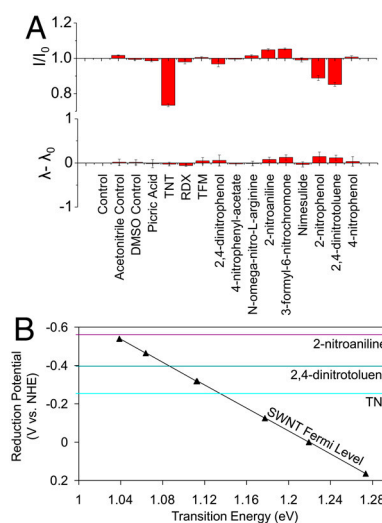 A
I/I0
1.2
1.0
0.8
λ- λ0
1
0
-1
Control
Acetonitrile Control
DMSO Control
Picric Acid
TNT
RDX
TFM
2,4-dinitrophenol
4-nitrophenyl-acetate
N-omega-nitro-L-arginine
2-nitroaniline
3-formyl-6-nitrochromone
Nimesulide
2-nitrophenol
2,4-dinitrotoluene
4-nitrophenol
B
Reduction Potential
(V vs. NHE)
-0.6
-0.4
-0.2
0
0.2
2-nitroaniline
2,4-dinitrotoluen
TN
SWNT Fermi Level
1 1.04 1.08 1.12 1.16 1.20 1.24 1.28
Transition Energy (eV)